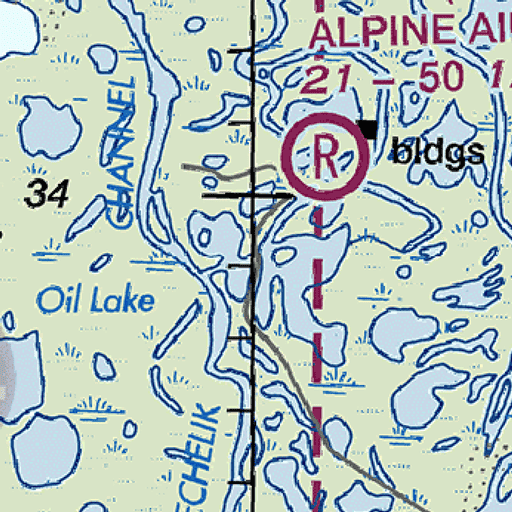 ALPINE AI
21 – 50 1
R
bldgs
CHANNEL
34
Oil Lake
ECHELIK